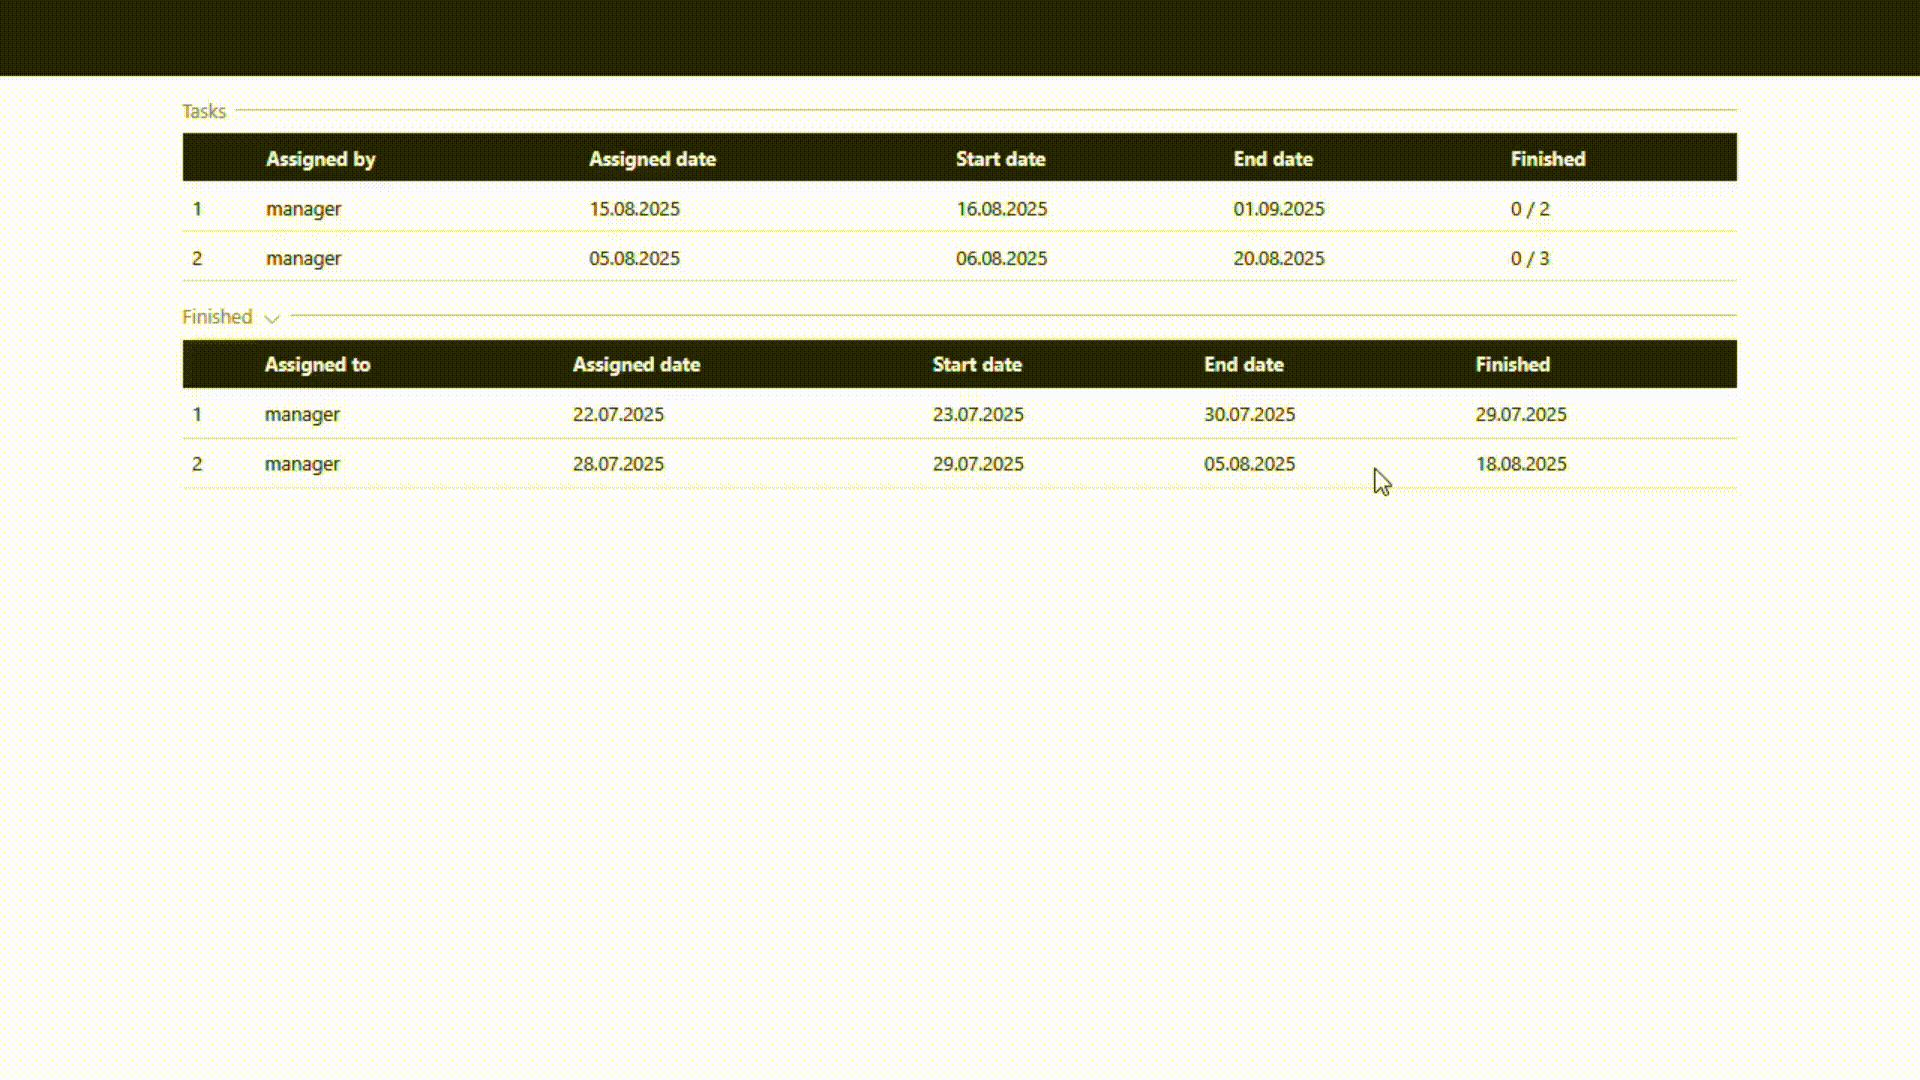 Tasks
Assigned by Assigned date Start date End date Finished
1 manager 15.08.2025 16.08.2025 01.09.2025 0 / 2
2 manager 05.08.2025 06.08.2025 20.08.2025 0 / 3
Finished
Assigned to Assigned date Start date End date Finished
1 manager 22.07.2025 23.07.2025 30.07.2025 29.07.2025
2 manager 28.07.2025 29.07.2025 05.08.2025 18.08.2025